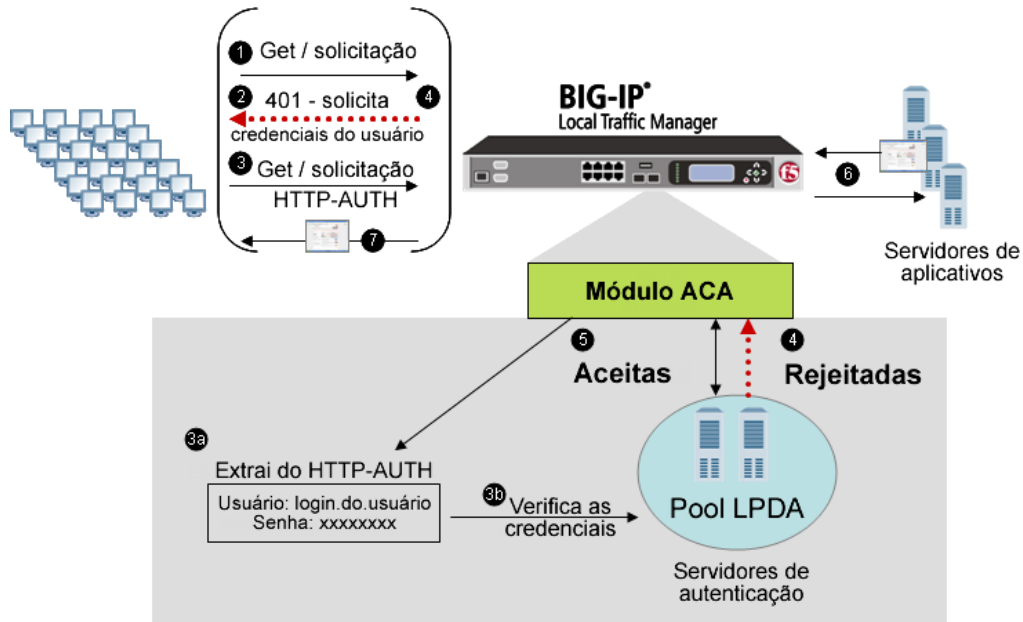 1 Get / solicitação
2 401 - solicita 4
credenciais do usuário
3 Get / solicitação
HTTP-AUTH
7
BIG-IP®
Local Traffic Manager
f5
6
Servidores de
aplicativos
Módulo ACA
5
Aceitas
4
Rejeitadas
3a
Extrai do HTTP-AUTH
Usuário: login.do.usuário
Senha: xxxxxxxx
3b Verifica as
credenciais
Pool LPDA
Servidores de
autenticação